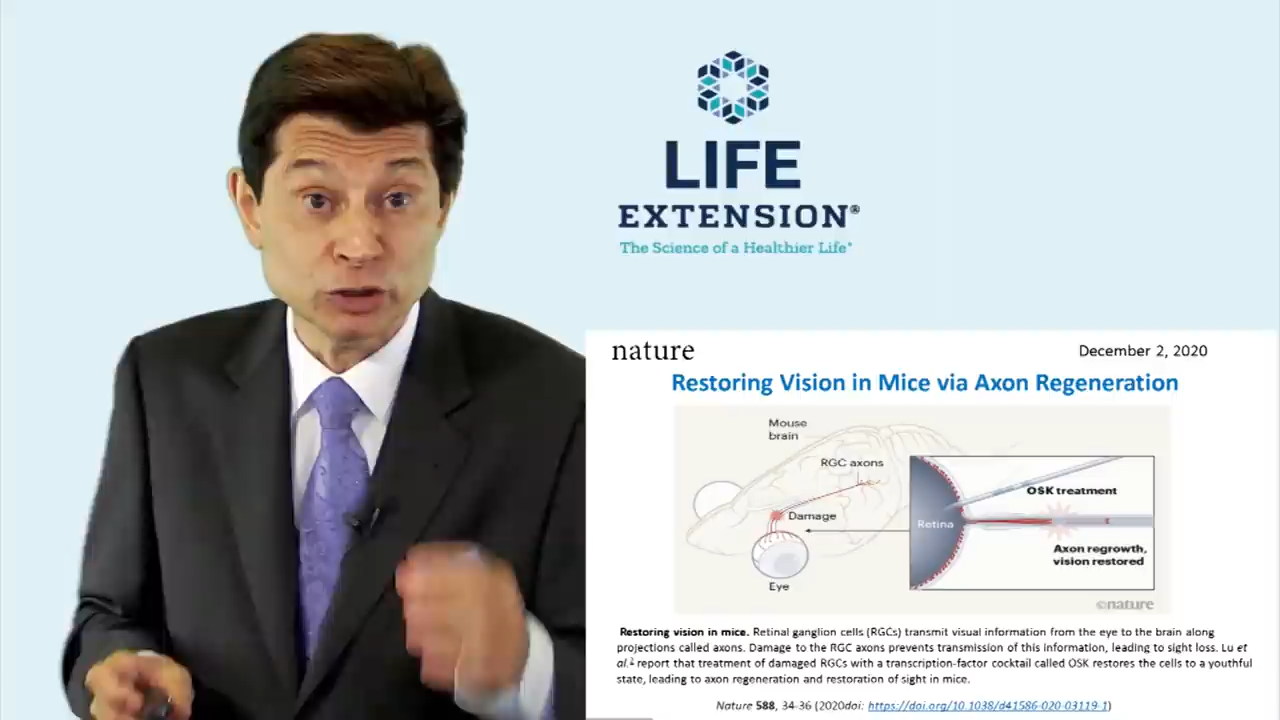 LIFE
EXTENSION®
The Science of a Healthier Life®
nature
December 2, 2020
Restoring Vision in Mice via Axon Regeneration
Mouse
brain
RGC axons
Damage
Eye
Retina
OSK treatment
Axon regrowth,
vision restored
©nature
Restoring vision in mice. Retinal ganglion cells (RGCs) transmit visual information from the eye to the brain along
projections called axons. Damage to the RGC axons prevents transmission of this information, leading to sight loss. Lu et
al.¹ report that treatment of damaged RGCs with a transcription-factor cocktail called OSK restores the cells to a youthful
state, leading to axon regeneration and restoration of sight in mice.
Nature 588, 34-36 (2020doi: https://doi.org/10.1038/d41586-020-03119-1)